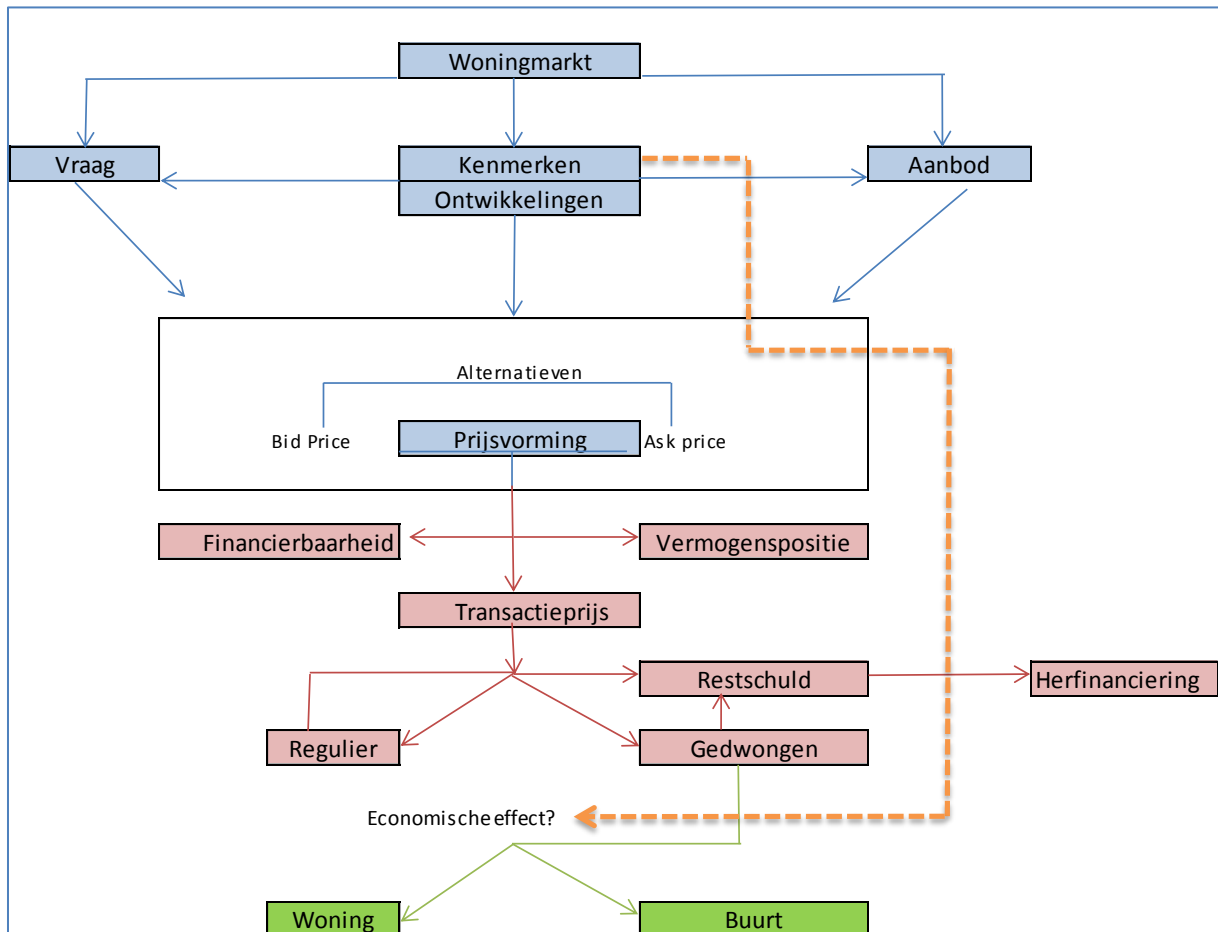 Woningmarkt
Vraag
Kenmerken
Aanbod
Ontwikkelingen
Alternatieven
Bid Price
Prijsvorming
Ask price
Financierbaarheid
Vermogenspositie
Transactieprijs
Restschuld
Herfinanciering
Regulier
Gedwongen
Economische effect?
Woning
Buurt